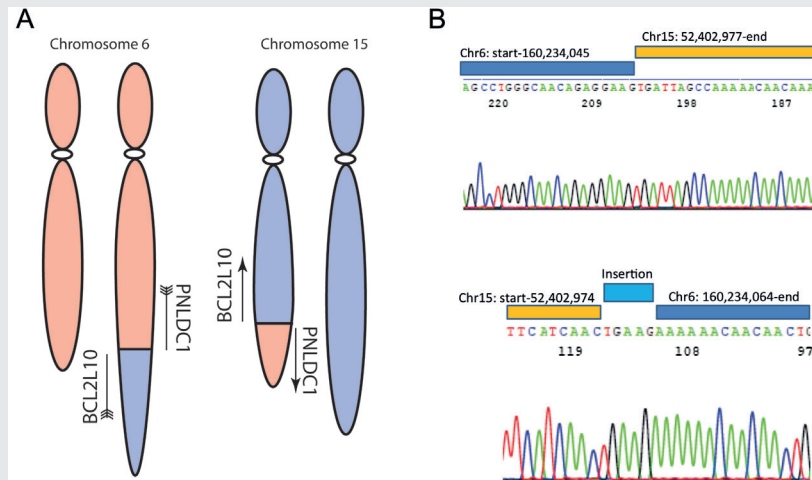 A
Chromosome 6
Chromosome 15
BCL2L10
PNLDC1
BCL2L10
PNLDC1
B
Chr15: 52,402,977-end
Chr6: start-160,234,045
AGCCTGGGCAACAGAGGAAGTGATTAGCCAAAAACAACAAA
220 209 198 187
Insertion
Chr15: start-52,402,974 Chr6: 160,234,064-end
TTCATCAACTGAAGAAAAAACAACAACTG
119 108 97